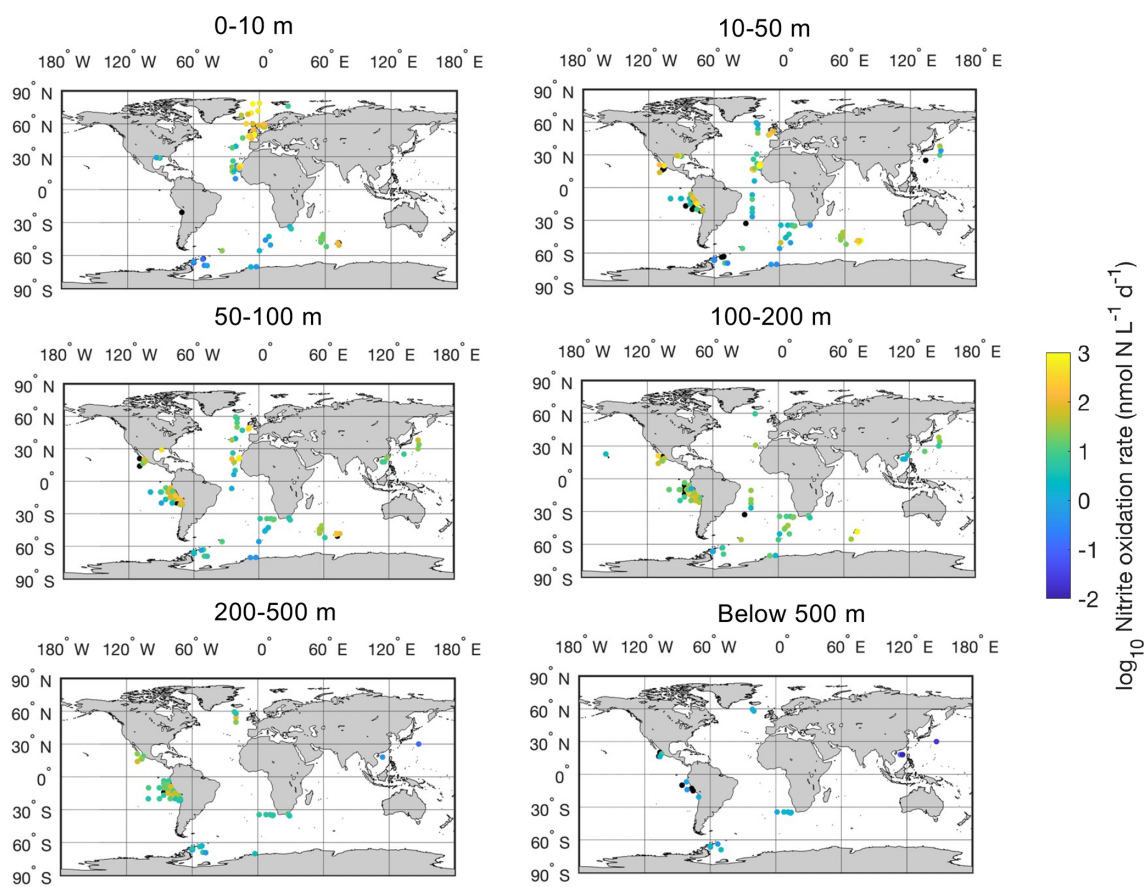 0-10 m
180° W 120° W 60° W 0° 60° E 120° E 180° E
90° N
60° N
30° N
0°
30° S
60° S
90° S
10-50 m
180° W 120° W 60° W 0° 60° E 120° E 180° E
90° N
60° N
30° N
0°
30° S
60° S
90° S
50-100 m
180° W 120° W 60° W 0° 60° E 120° E 180° E
90° N
60° N
30° N
0°
30° S
60° S
90° S
100-200 m
180° W 120° W 60° W 0° 60° E 120° E 180° E
90° N
60° N
30° N
0°
30° S
60° S
90° S
200-500 m
180° W 120° W 60° W 0° 60° E 120° E 180° E
90° N
60° N
30° N
0°
30° S
60° S
90° S
Below 500 m
180° W 120° W 60° W 0° 60° E 120° E 180° E
90° N
60° N
30° N
0°
30° S
60° S
90° S
3
2
1
0
-1
-2
log₁₀ Nitrite oxidation rate (nmol N L⁻¹ d⁻¹)